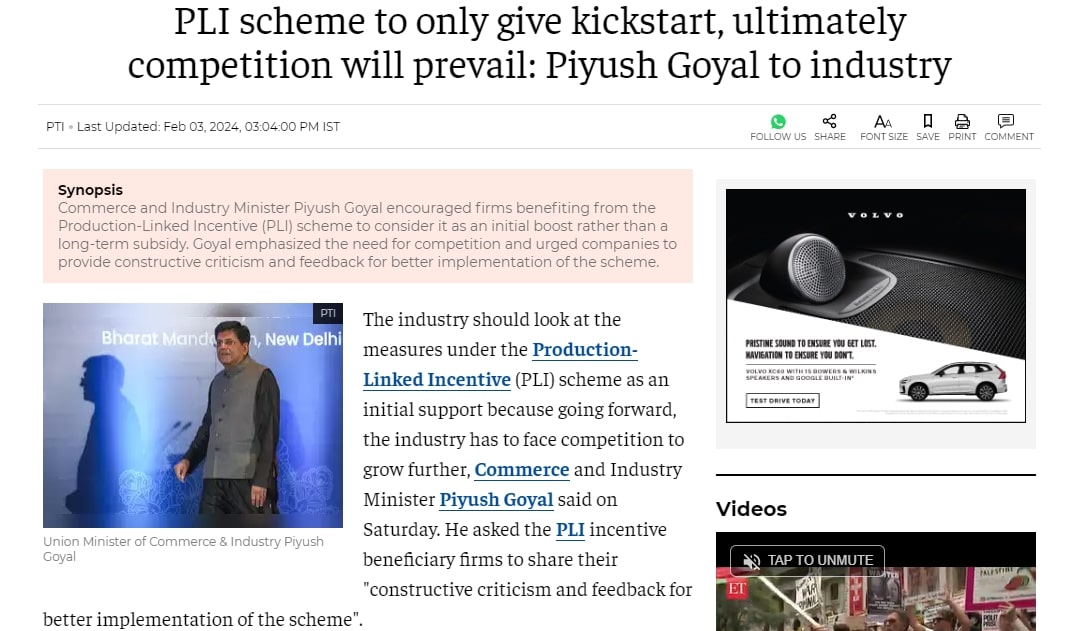 PLI scheme to only give kickstart, ultimately
competition will prevail: Piyush Goyal to industry
PTI • Last Updated: Feb 03, 2024, 03:04:00 PM IST
FOLLOW US SHARE FONT SIZE SAVE PRINT COMMENT
Synopsis
Commerce and Industry Minister Piyush Goyal encouraged firms benefiting from the
Production-Linked Incentive (PLI) scheme to consider it as an initial boost rather than a
long-term subsidy. Goyal emphasized the need for competition and urged companies to
provide constructive criticism and feedback for better implementation of the scheme.
PTI
Bharat Mand n, New Delhi
Union Minister of Commerce & Industry Piyush
Goyal
The industry should look at the
measures under the Production-
Linked Incentive (PLI) scheme as an
initial support because going forward,
the industry has to face competition to
grow further, Commerce and Industry
Minister Piyush Goyal said on
Saturday. He asked the PLI incentive
beneficiary firms to share their
"constructive criticism and feedback for
better implementation of the scheme".
VOLVO
PRISTINE SOUND TO ENSURE YOU GET LOST.
NAVIGATION TO ENSURE YOU DON'T.
VOLVO XC60 WITH 15 BOWERS & WILKINS
SPEAKERS AND GOOGLE BUILT-IN*
TEST DRIVE TODAY
Videos
TAP TO UNMUTE
ET
WANTED
PALESTINE